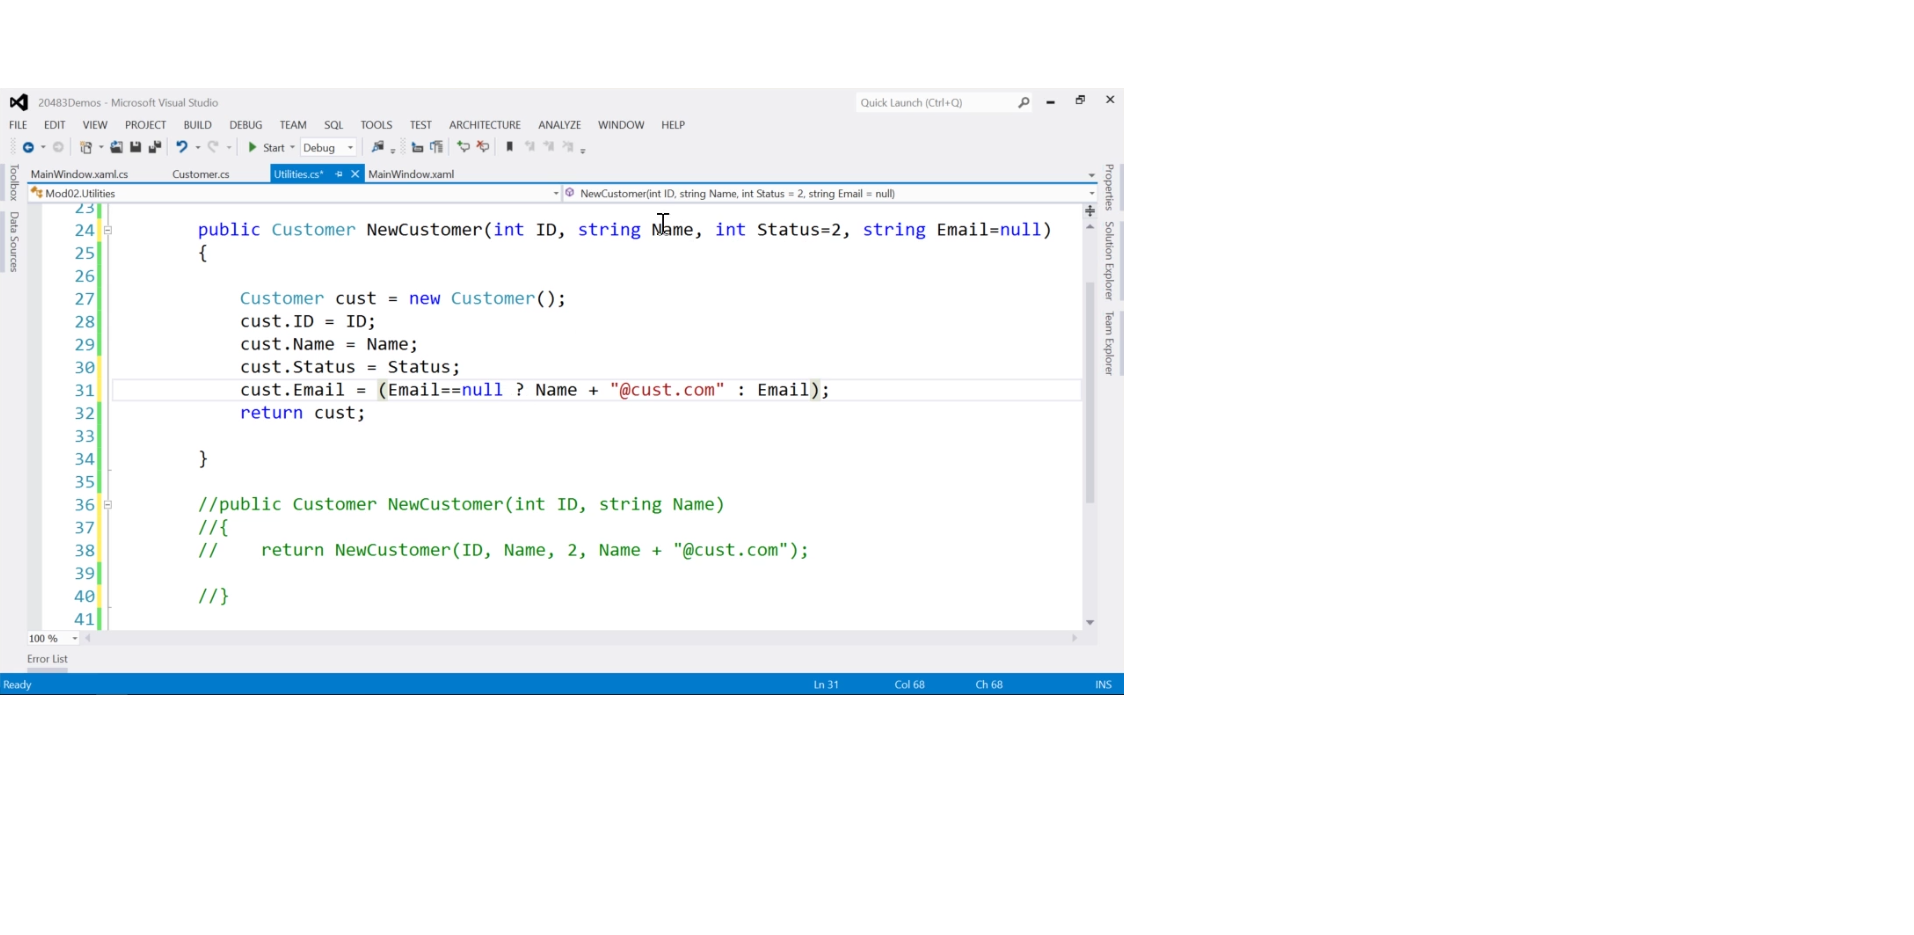 20483Demos - Microsoft Visual Studio
Quick Launch (Ctrl+Q)
FILE EDIT VIEW PROJECT BUILD DEBUG TEAM SQL TOOLS TEST ARCHITECTURE ANALYZE WINDOW HELP
Start Debug
MainWindow.xaml.cs Customer.cs Utilities.cs* MainWindow.xaml
Mod02.Utilities NewCustomer(int ID, string Name, int Status = 2, string Email = null)
23
24 public Customer NewCustomer(int ID, string Name, int Status=2, string Email=null)
25 {
26
27 Customer cust = new Customer();
28 cust.ID = ID;
29 cust.Name = Name;
30 cust.Status = Status;
31 cust.Email = (Email==null ? Name + "@cust.com" : Email);
32 return cust;
33
34 }
35
36 //public Customer NewCustomer(int ID, string Name)
37 //{
38 // return NewCustomer(ID, Name, 2, Name + "@cust.com");
39
40 //}
41
100 %
Error List
Ready Ln 31 Col 68 Ch 68 INS
Toolbox
Data Sources
Properties
Solution Explorer
Team Explorer